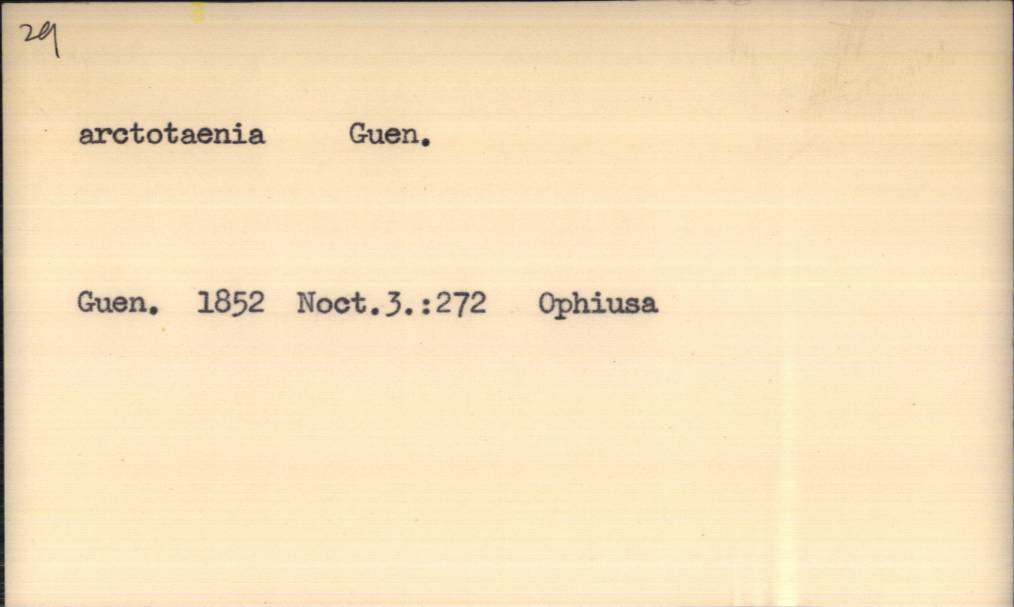 29
arctotaenia Guen.
Guen. 1852 Noct.3.:272 Ophiusa